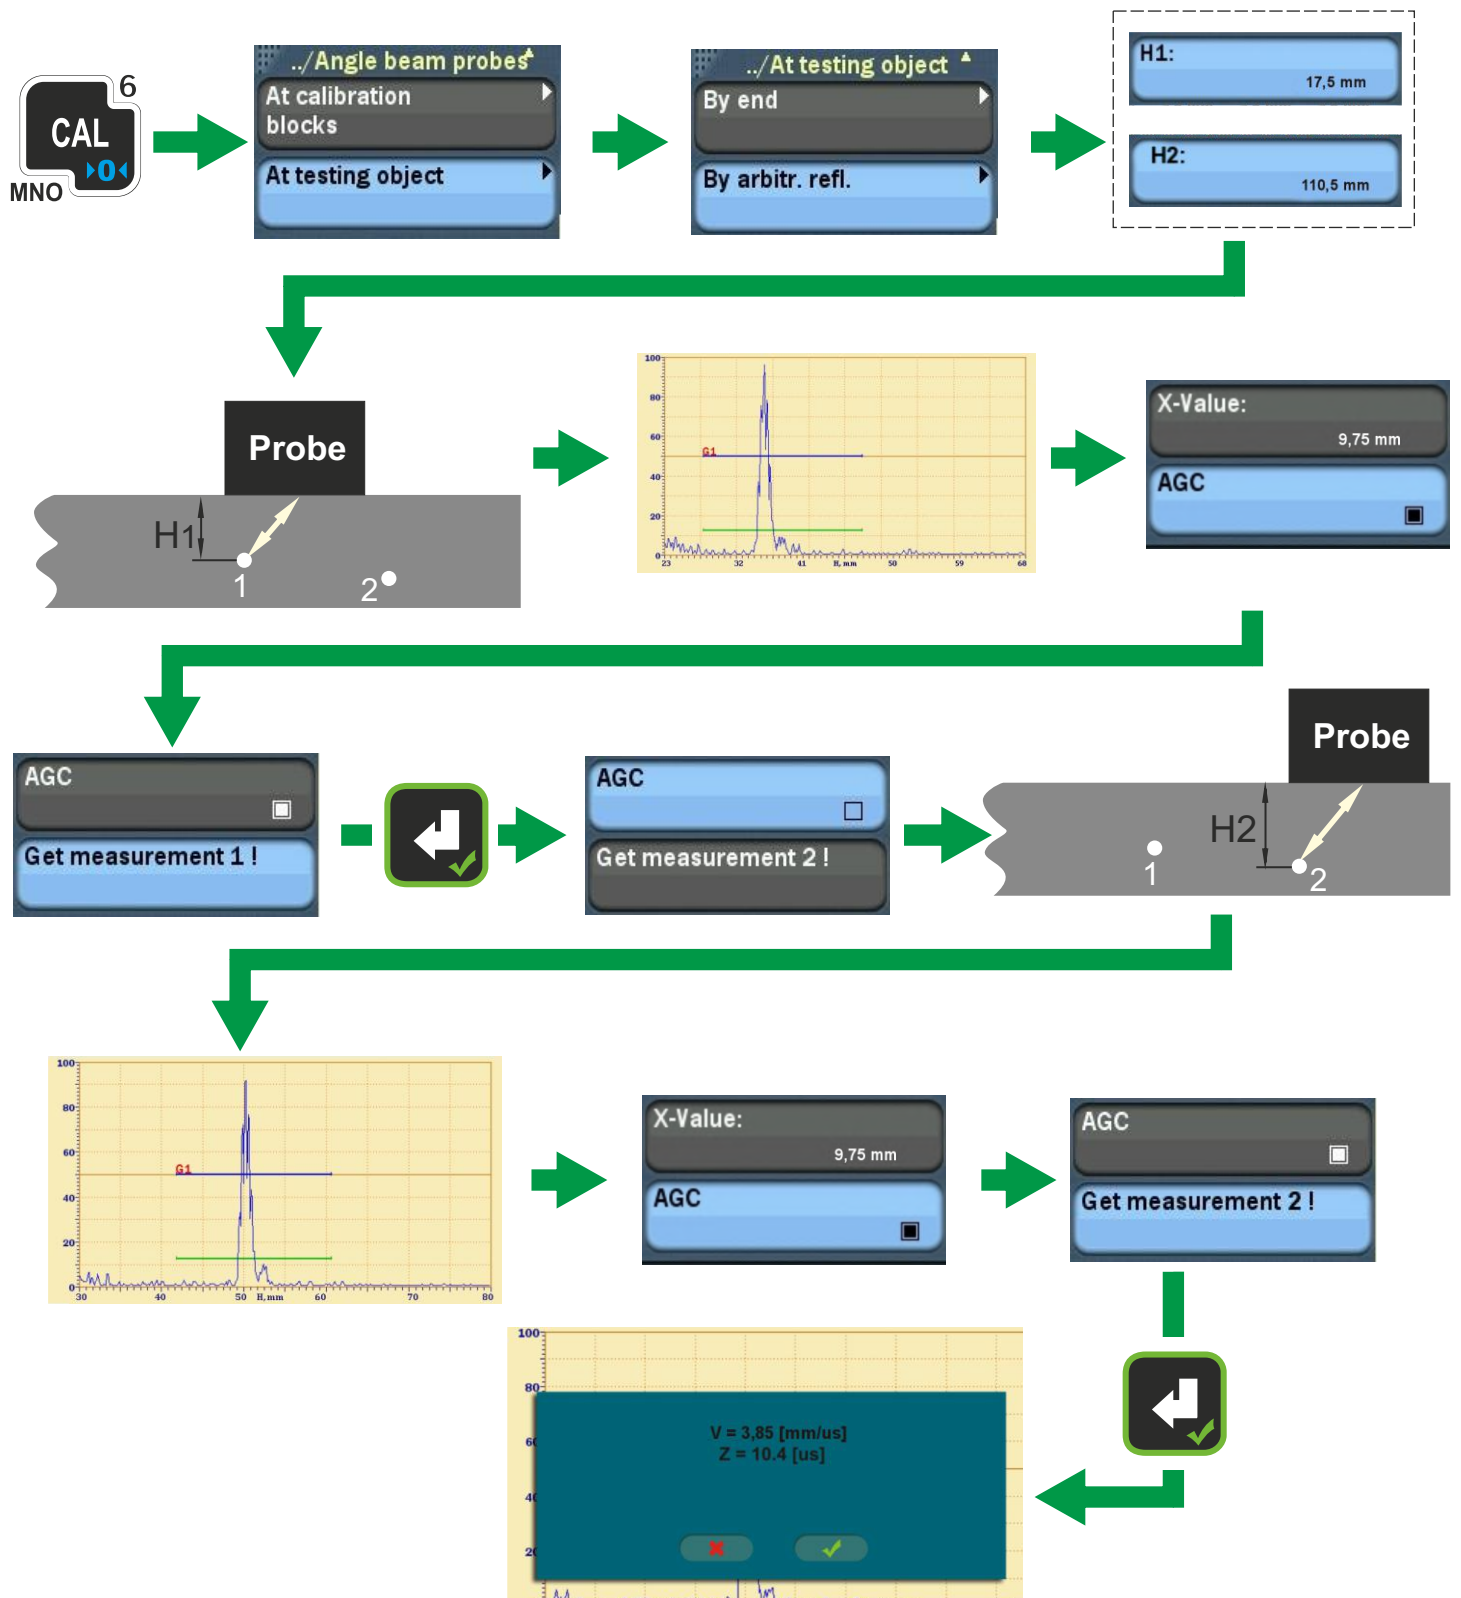 6
CAL
0
MNO
../Angle beam probes
At calibration
blocks
At testing object
../At testing object
By end
By arbitr. refl.
H1:
17,5 mm
H2:
110,5 mm
Probe
H1
1
2
100
80
60
40
20
0
G1
23 32 41 H, mm 50 59 68
X-Value:
9,75 mm
AGC
AGC
Get measurement 1 !
AGC
Get measurement 2 !
Probe
H2
1
2
100
80
60
40
20
0
G1
30 40 50 H, mm 60 70 80
X-Value:
9,75 mm
AGC
AGC
Get measurement 2 !
100
80
60
40
20
V = 3,85 [mm/us]
Z = 10.4 [us]